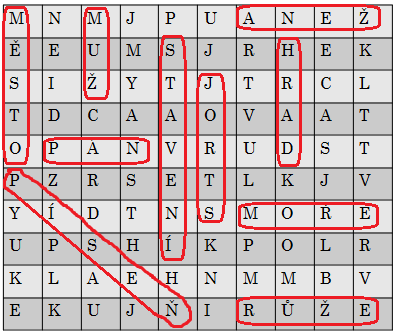 M N M J P U A N E Ž
Ě E U M S J R H E K
S I Ž Y T J T R C L
T D C A A O V A A T
O P A N V R U D S T
P Z R S E T L K J V
Y Í D T N S M O Ř E
U P S H Í K P O L R
K L A E H N M M B V
E K U J Ň I R Ů Ž E